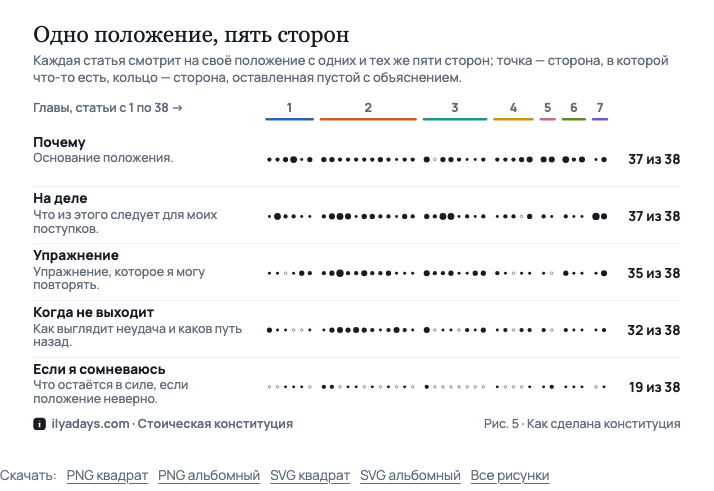 Одно положение, пять сторон
Каждая статья смотрит на своё положение с одних и тех же пяти сторон; точка — сторона, в которой
что-то есть, кольцо — сторона, оставленная пустой с объяснением.
Главы, статьи с 1 по 38 → 1 2 3 4 5 6 7
Почему
Основание положения.
37 из 38
На деле
Что из этого следует для моих
поступков.
37 из 38
Упражнение
Упражнение, которое я могу
повторять.
35 из 38
Когда не выходит
Как выглядит неудача и каков путь
назад.
32 из 38
Если я сомневаюсь
Что остаётся в силе, если
положение неверно.
19 из 38
ilyadays.com · Стоическая конституция
Рис. 5 · Как сделана конституция
Скачать: PNG квадрат PNG альбомный SVG квадрат SVG альбомный Все рисунки